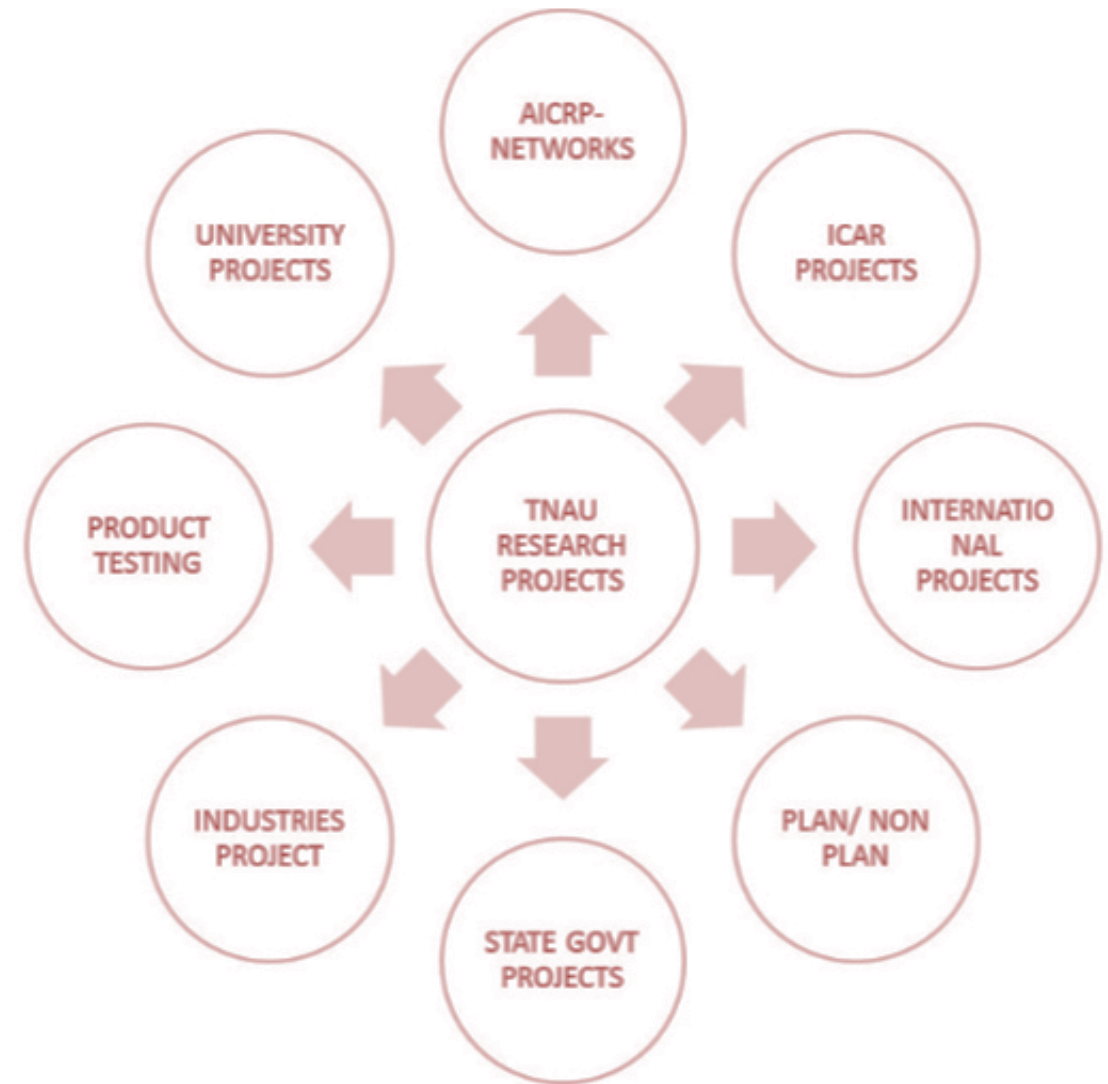 AICRP-
NETWORKS
ICAR
PROJECTS
INTERNATIO
NAL
PROJECTS
PLAN/ NON
PLAN
STATE GOVT
PROJECTS
INDUSTRIES
PROJECT
PRODUCT
TESTING
UNIVERSITY
PROJECTS
TNAU
RESEARCH
PROJECTS